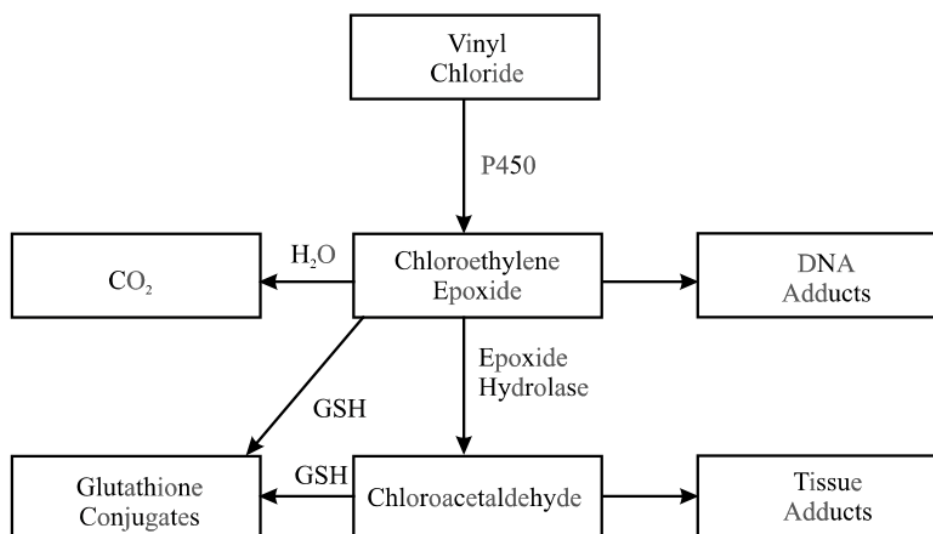 Vinyl
Chloride
P450
CO₂
H₂O
Chloroethylene
Epoxide
DNA
Adducts
Epoxide
Hydrolase
GSH
Glutathione
Conjugates
GSH
Chloroacetaldehyde
Tissue
Adducts